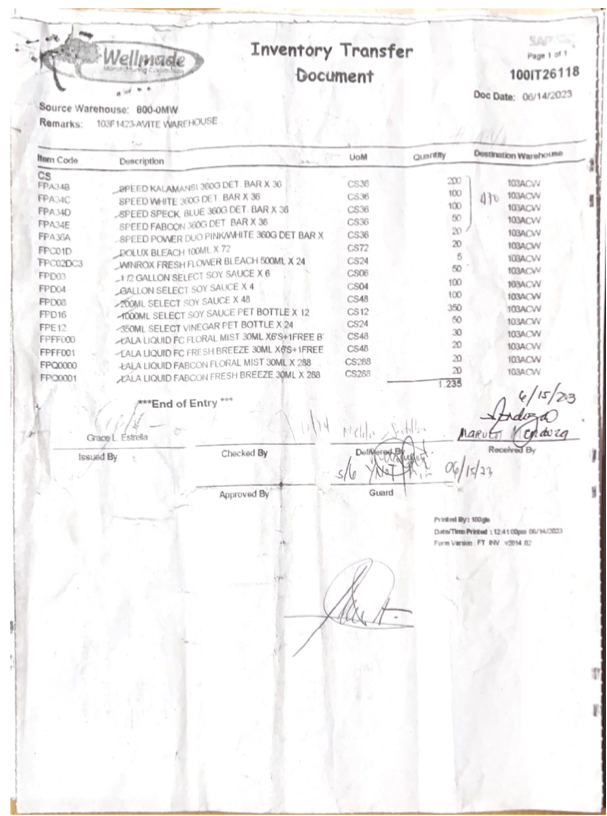 Wellmade
Manufacturing Corporation
Inventory Transfer
Document
SAP
Page 1 of 1
100IT26118
Doc Date: 06/14/2023
Source Warehouse: 800-0MW
Remarks: 103F1423-AVITE WAREHOUSE
Item Code Description UoM Quantity Destination Warehouse
CS
FPA34B SPEED KALAMANSI 360G DET. BAR X 36 CS36 200 103ACW
FPA34C SPEED WHITE 360G DET. BAR X 36 CS36 100 103ACW
FPA34D SPEED SPECK BLUE 360G DET. BAR X 36 CS36 100 103ACW
FPA34E SPEED FABCON 360G DET. BAR X 36 CS36 50 103ACW
FPA36A SPEED POWER DUO PINK/WHITE 360G DET BAR X CS36 20 103ACW
FPC01D DOLUX BLEACH 100ML X 72 CS72 20 103ACW
FPC02DC3 WINROX FRESH FLOWER BLEACH 500ML X 24 CS24 5 103ACW
FPD03 1/2 GALLON SELECT SOY SAUCE X 6 CS06 50 103ACW
FPD04 GALLON SELECT SOY SAUCE X 4 CS04 100 103ACW
FPD08 200ML SELECT SOY SAUCE X 48 CS48 100 103ACW
FPD16 1000ML SELECT SOY SAUCE PET BOTTLE X 12 CS12 350 103ACW
FPE12 350ML SELECT VINEGAR PET BOTTLE X 24 CS24 50 103ACW
FPFF000 LALA LIQUID FC FLORAL MIST 30ML X6'S+1FREE B CS48 30 103ACW
FPFF001 LALA LIQUID FC FRESH BREEZE 30ML X6'S+1FREE CS48 20 103ACW
FPQ0000 LALA LIQUID FABCON FLORAL MIST 30ML X 288 CS288 20 103ACW
FPQ0001 LALA LIQUID FABCON FRESH BREEZE 30ML X 288 CS288 20 103ACW
1,235
***End of Entry ***
6/15/23
Grace L. Estrella
Issued By Checked By Delivered By Received By
S/G
06/15/23
Approved By Guard
Printed By: 100gle
Date/Time Printed : 12:41:00pm 06/14/2023
Form Version : FT INV v2014 R2